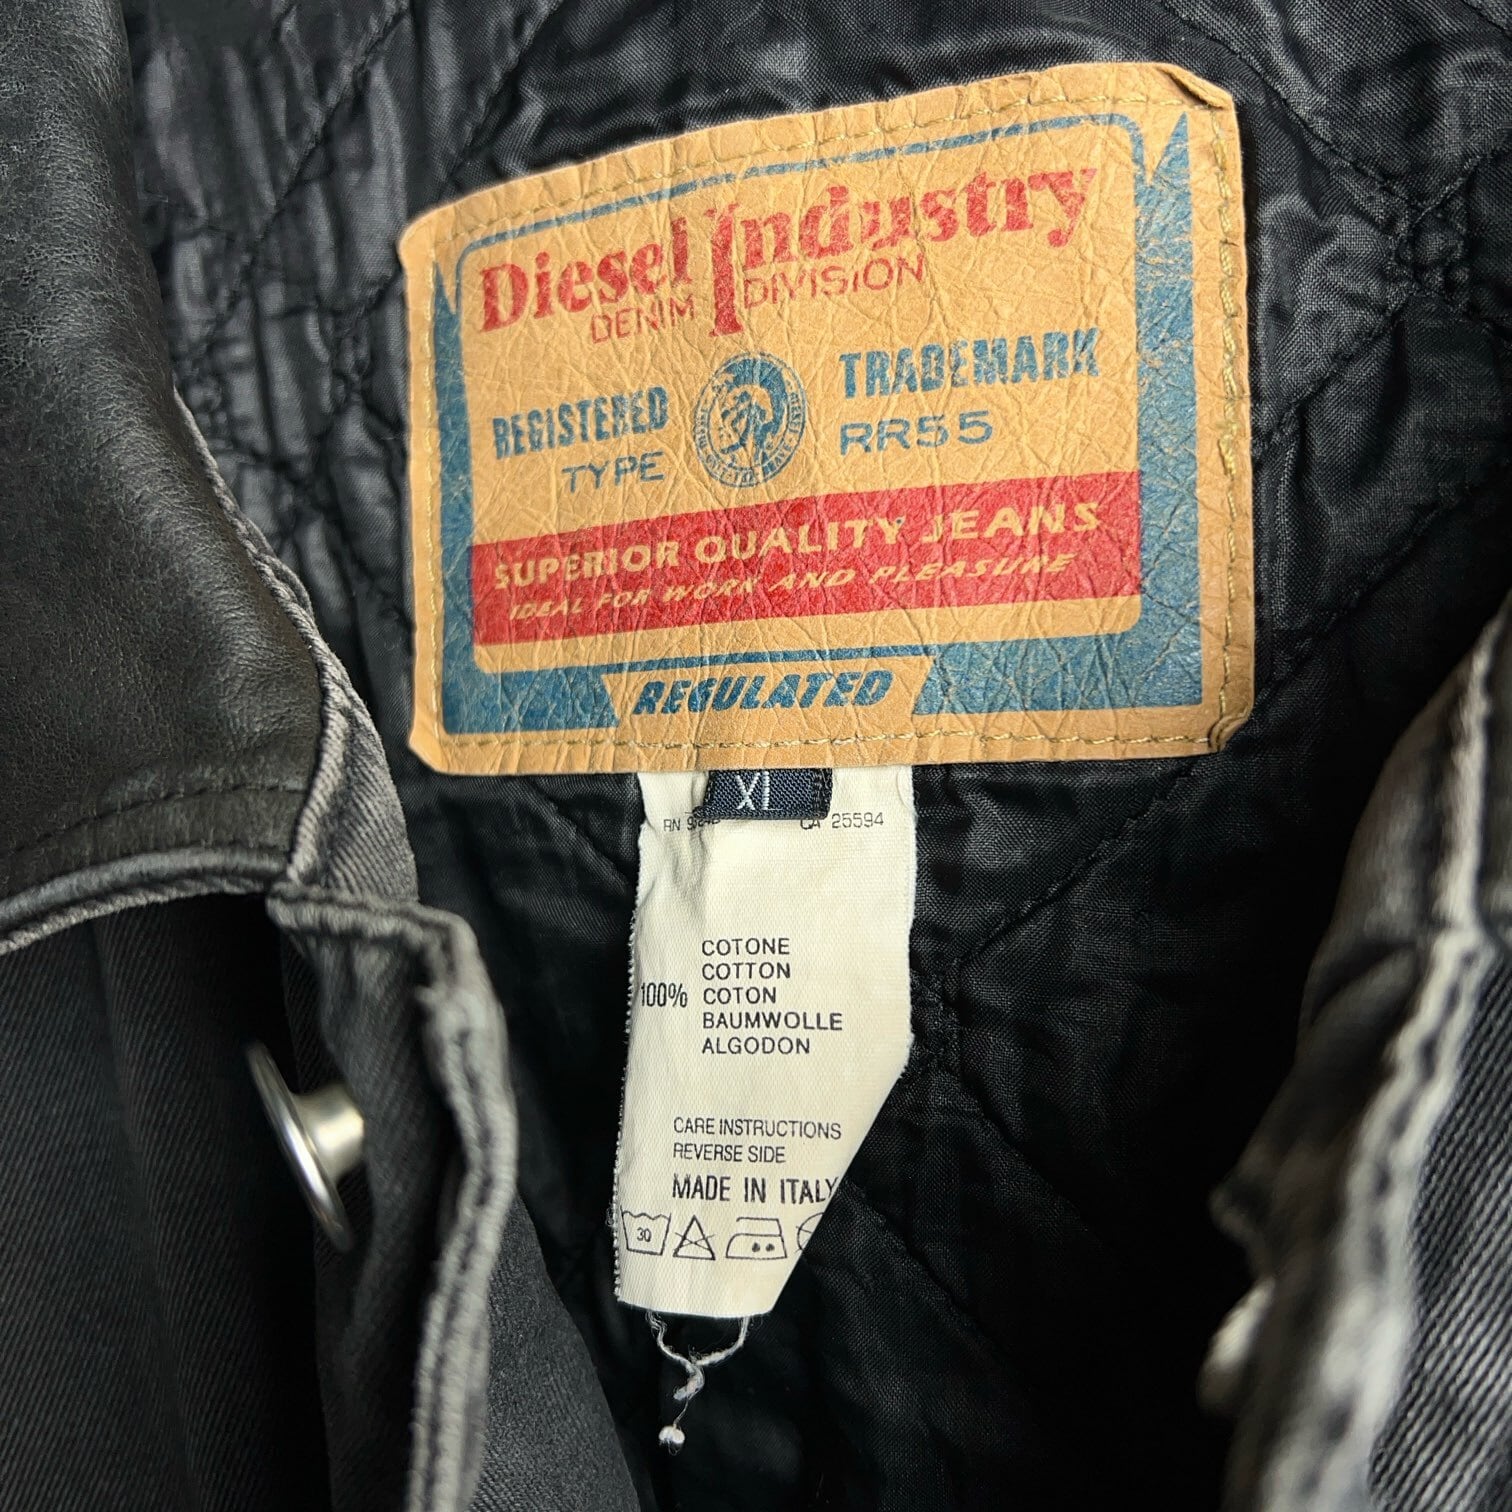 Diesel Industry
DENIM DIVISION
REGISTERED TRADEMARK
TYPE RR55
SUPERIOR QUALITY JEANS
IDEAL FOR WORK AND PLEASURE
REGULATED
XL
RN CA 25594
COTONE
COTTON
100% COTON
BAUMWOLLE
ALGODON
CARE INSTRUCTIONS
REVERSE SIDE
MADE IN ITALY
30